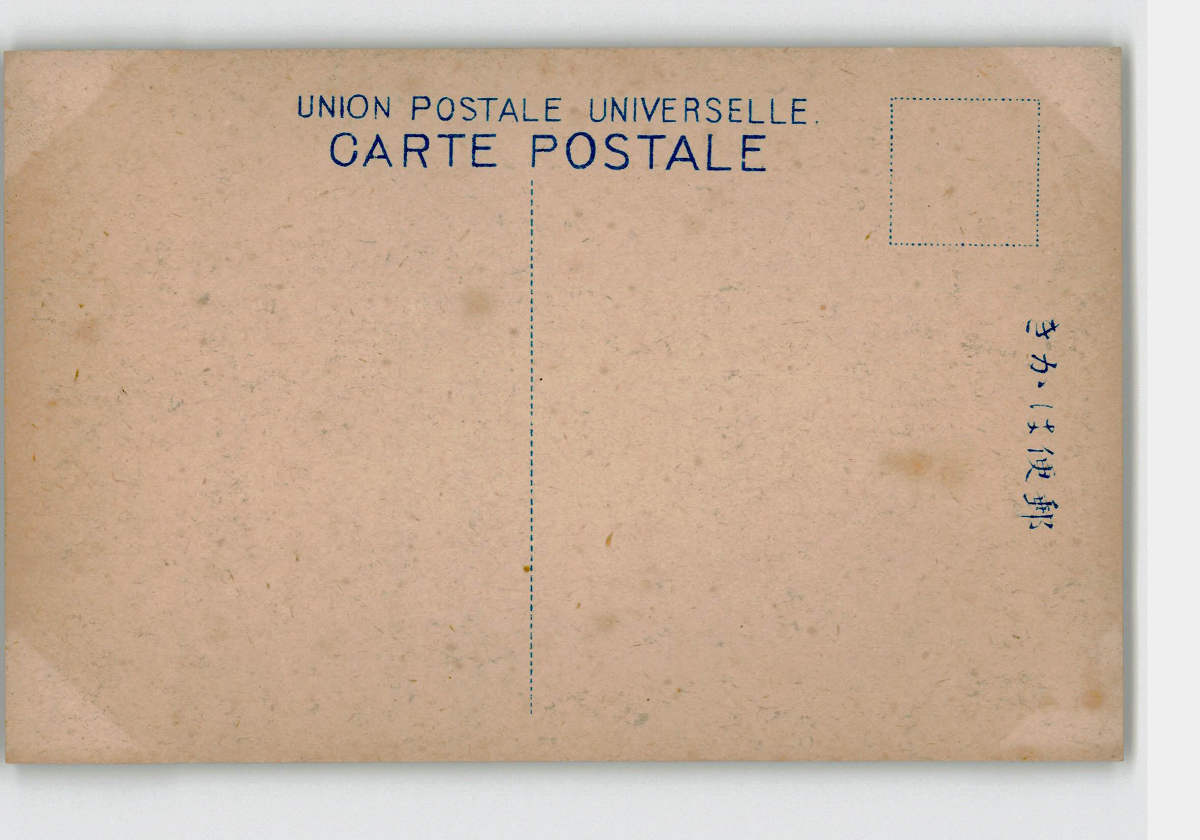 UNION POSTALE UNIVERSELLE.
CARTE POSTALE
きかは便郵